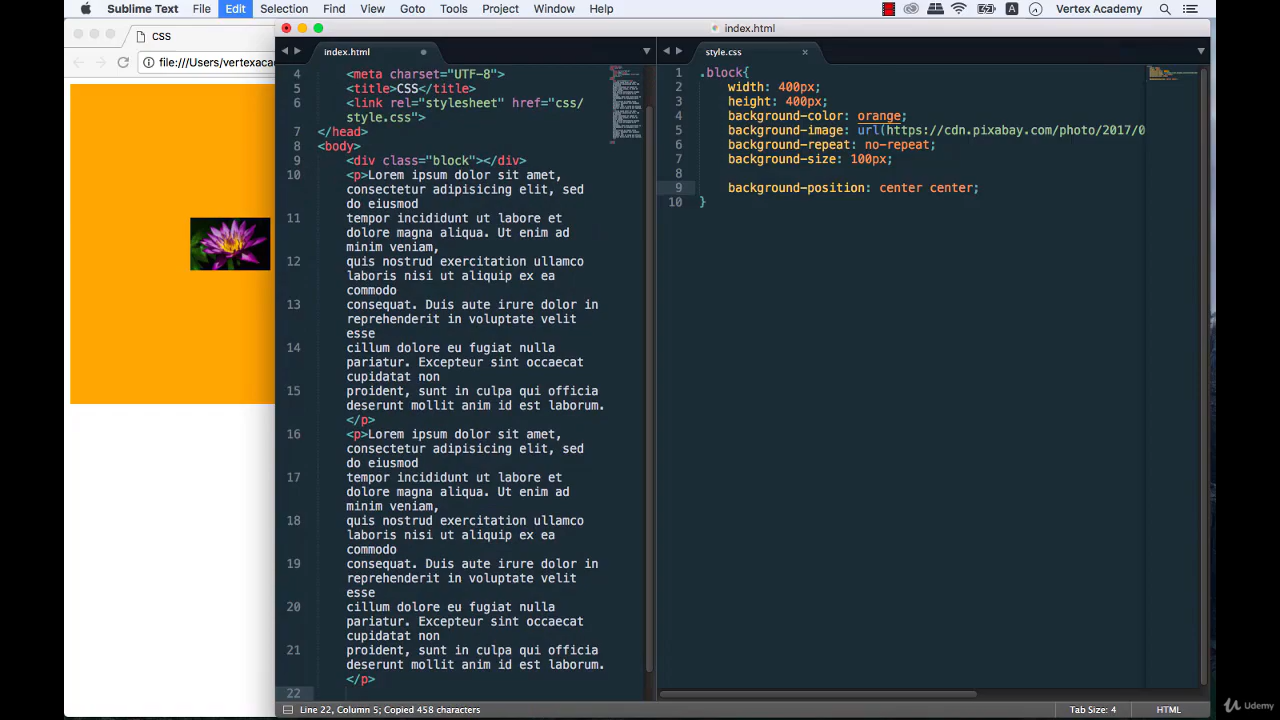 Sublime Text File Edit Selection Find View Goto Tools Project Window Help A Vertex Academy
CSS
file:///Users/vertexaca
index.html
index.html
style.css
4 <meta charset="UTF-8">
5 <title>CSS</title>
6 <link rel="stylesheet" href="css/
style.css">
7 </head>
8 <body>
9 <div class="block"></div>
10 <p>Lorem ipsum dolor sit amet,
consectetur adipisicing elit, sed
do eiusmod
11 tempor incididunt ut labore et
dolore magna aliqua. Ut enim ad
minim veniam,
12 quis nostrud exercitation ullamco
laboris nisi ut aliquip ex ea
commodo
13 consequat. Duis aute irure dolor in
reprehenderit in voluptate velit
esse
14 cillum dolore eu fugiat nulla
pariatur. Excepteur sint occaecat
cupidatat non
15 proident, sunt in culpa qui officia
deserunt mollit anim id est laborum.
</p>
16 <p>Lorem ipsum dolor sit amet,
consectetur adipisicing elit, sed
do eiusmod
17 tempor incididunt ut labore et
dolore magna aliqua. Ut enim ad
minim veniam,
18 quis nostrud exercitation ullamco
laboris nisi ut aliquip ex ea
commodo
19 consequat. Duis aute irure dolor in
reprehenderit in voluptate velit
esse
20 cillum dolore eu fugiat nulla
pariatur. Excepteur sint occaecat
cupidatat non
21 proident, sunt in culpa qui officia
deserunt mollit anim id est laborum.
</p>
22
1 .block{
2 width: 400px;
3 height: 400px;
4 background-color: orange;
5 background-image: url(https://cdn.pixabay.com/photo/2017/0
6 background-repeat: no-repeat;
7 background-size: 100px;
8
9 background-position: center center;
10 }
Line 22, Column 5; Copied 458 characters
Tab Size: 4
HTML
Udemy